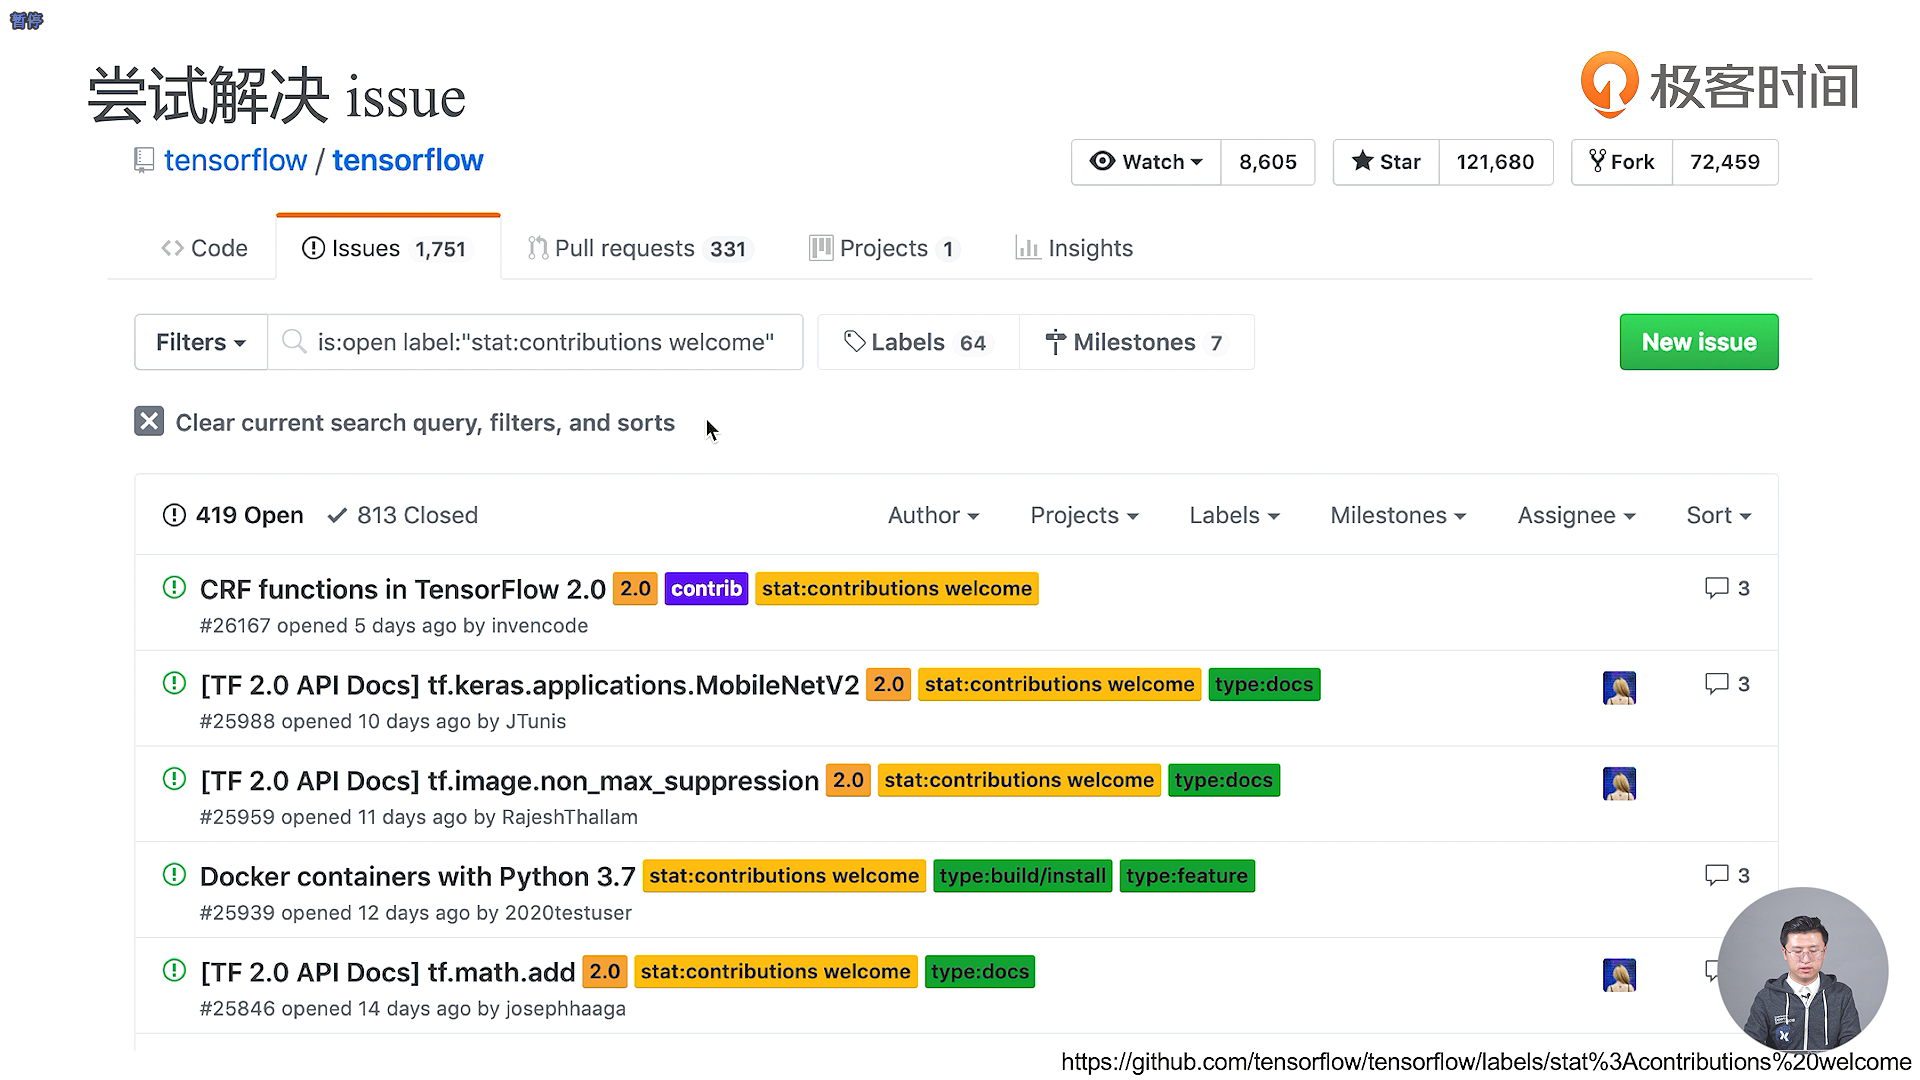 暂停
尝试解决 issue
极客时间
tensorflow / tensorflow
Watch 8,605 Star 121,680 Fork 72,459
Code Issues 1,751 Pull requests 331 Projects 1 Insights
Filters is:open label:"stat:contributions welcome" Labels 64 Milestones 7 New issue
Clear current search query, filters, and sorts
419 Open 813 Closed Author Projects Labels Milestones Assignee Sort
CRF functions in TensorFlow 2.0 2.0 contrib stat:contributions welcome 3
#26167 opened 5 days ago by invencode
[TF 2.0 API Docs] tf.keras.applications.MobileNetV2 2.0 stat:contributions welcome type:docs 3
#25988 opened 10 days ago by JTunis
[TF 2.0 API Docs] tf.image.non_max_suppression 2.0 stat:contributions welcome type:docs
#25959 opened 11 days ago by RajeshThallam
Docker containers with Python 3.7 stat:contributions welcome type:build/install type:feature 3
#25939 opened 12 days ago by 2020testuser
[TF 2.0 API Docs] tf.math.add 2.0 stat:contributions welcome type:docs
#25846 opened 14 days ago by josephhaaga
https://github.com/tensorflow/tensorflow/labels/stat%3Acontributions%20welcome